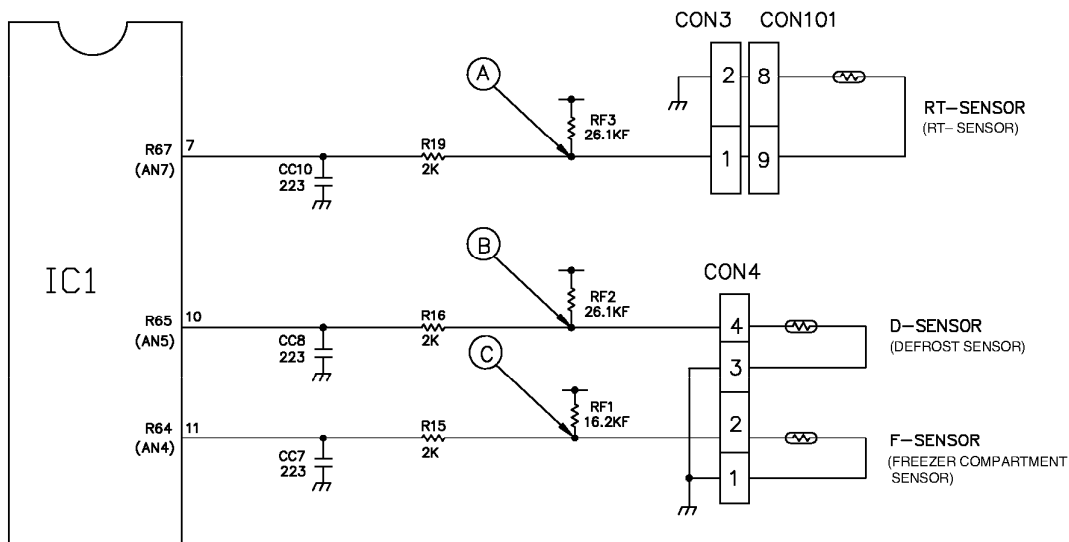 CON3 CON101
A
2 8
RF3
26.1KF
RT-SENSOR
(RT- SENSOR)
R67 7
(AN7)
R19
2K
1 9
CC10
223
B
CON4
IC1
RF2
26.1KF
R65 10
(AN5)
R16
2K
4
D-SENSOR
(DEFROST SENSOR)
CC8
223
C
3
RF1
16.2KF
R64 11
(AN4)
R15
2K
2
F-SENSOR
(FREEZER COMPARTMENT
SENSOR)
CC7
223
1